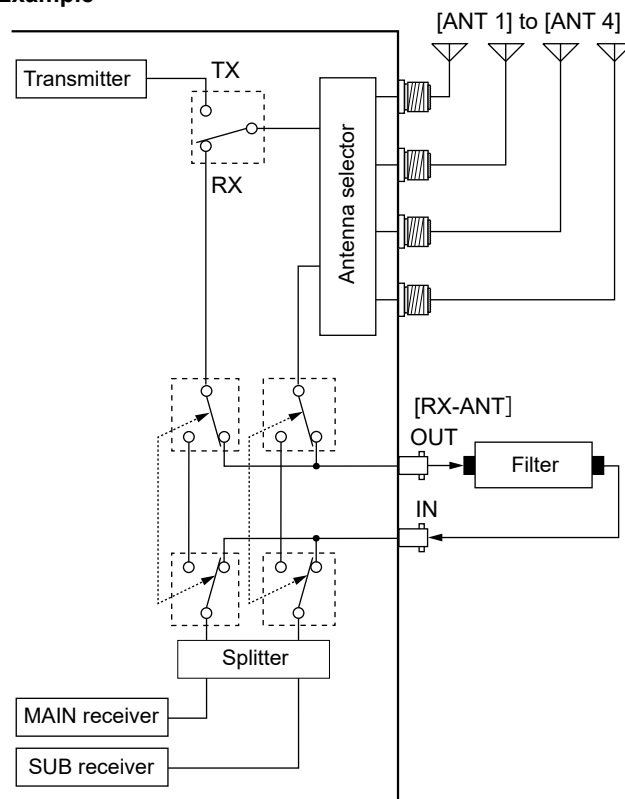 Example
[ANT 1] to [ANT 4]
Transmitter
TX
RX
Antenna selector
[RX-ANT]
OUT
Filter
IN
Splitter
MAIN receiver
SUB receiver